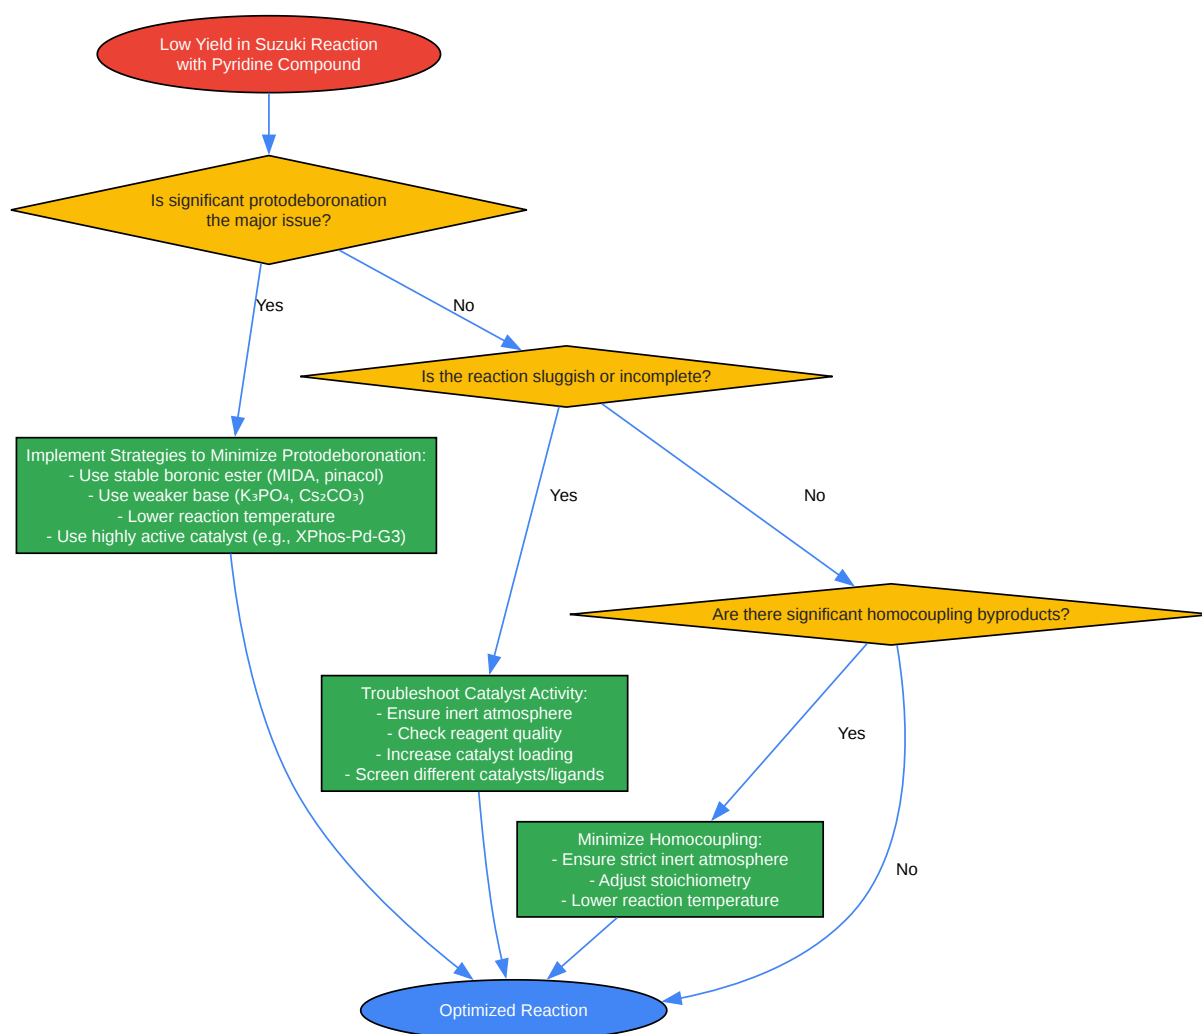 Low Yield in Suzuki Reaction
with Pyridine Compound
Is significant protodeboronation
the major issue?
Yes
No
Is the reaction sluggish or incomplete?
Implement Strategies to Minimize Protodeboronation:
- Use stable boronic ester (MIDA, pinacol)
- Use weaker base (K₃PO₄, Cs₂CO₃)
- Lower reaction temperature
- Use highly active catalyst (e.g., XPhos-Pd-G3)
Yes
No
Are there significant homocoupling byproducts?
Troubleshoot Catalyst Activity:
- Ensure inert atmosphere
- Check reagent quality
- Increase catalyst loading
- Screen different catalysts/ligands
Yes
Minimize Homocoupling:
- Ensure strict inert atmosphere
- Adjust stoichiometry
- Lower reaction temperature
No
Optimized Reaction